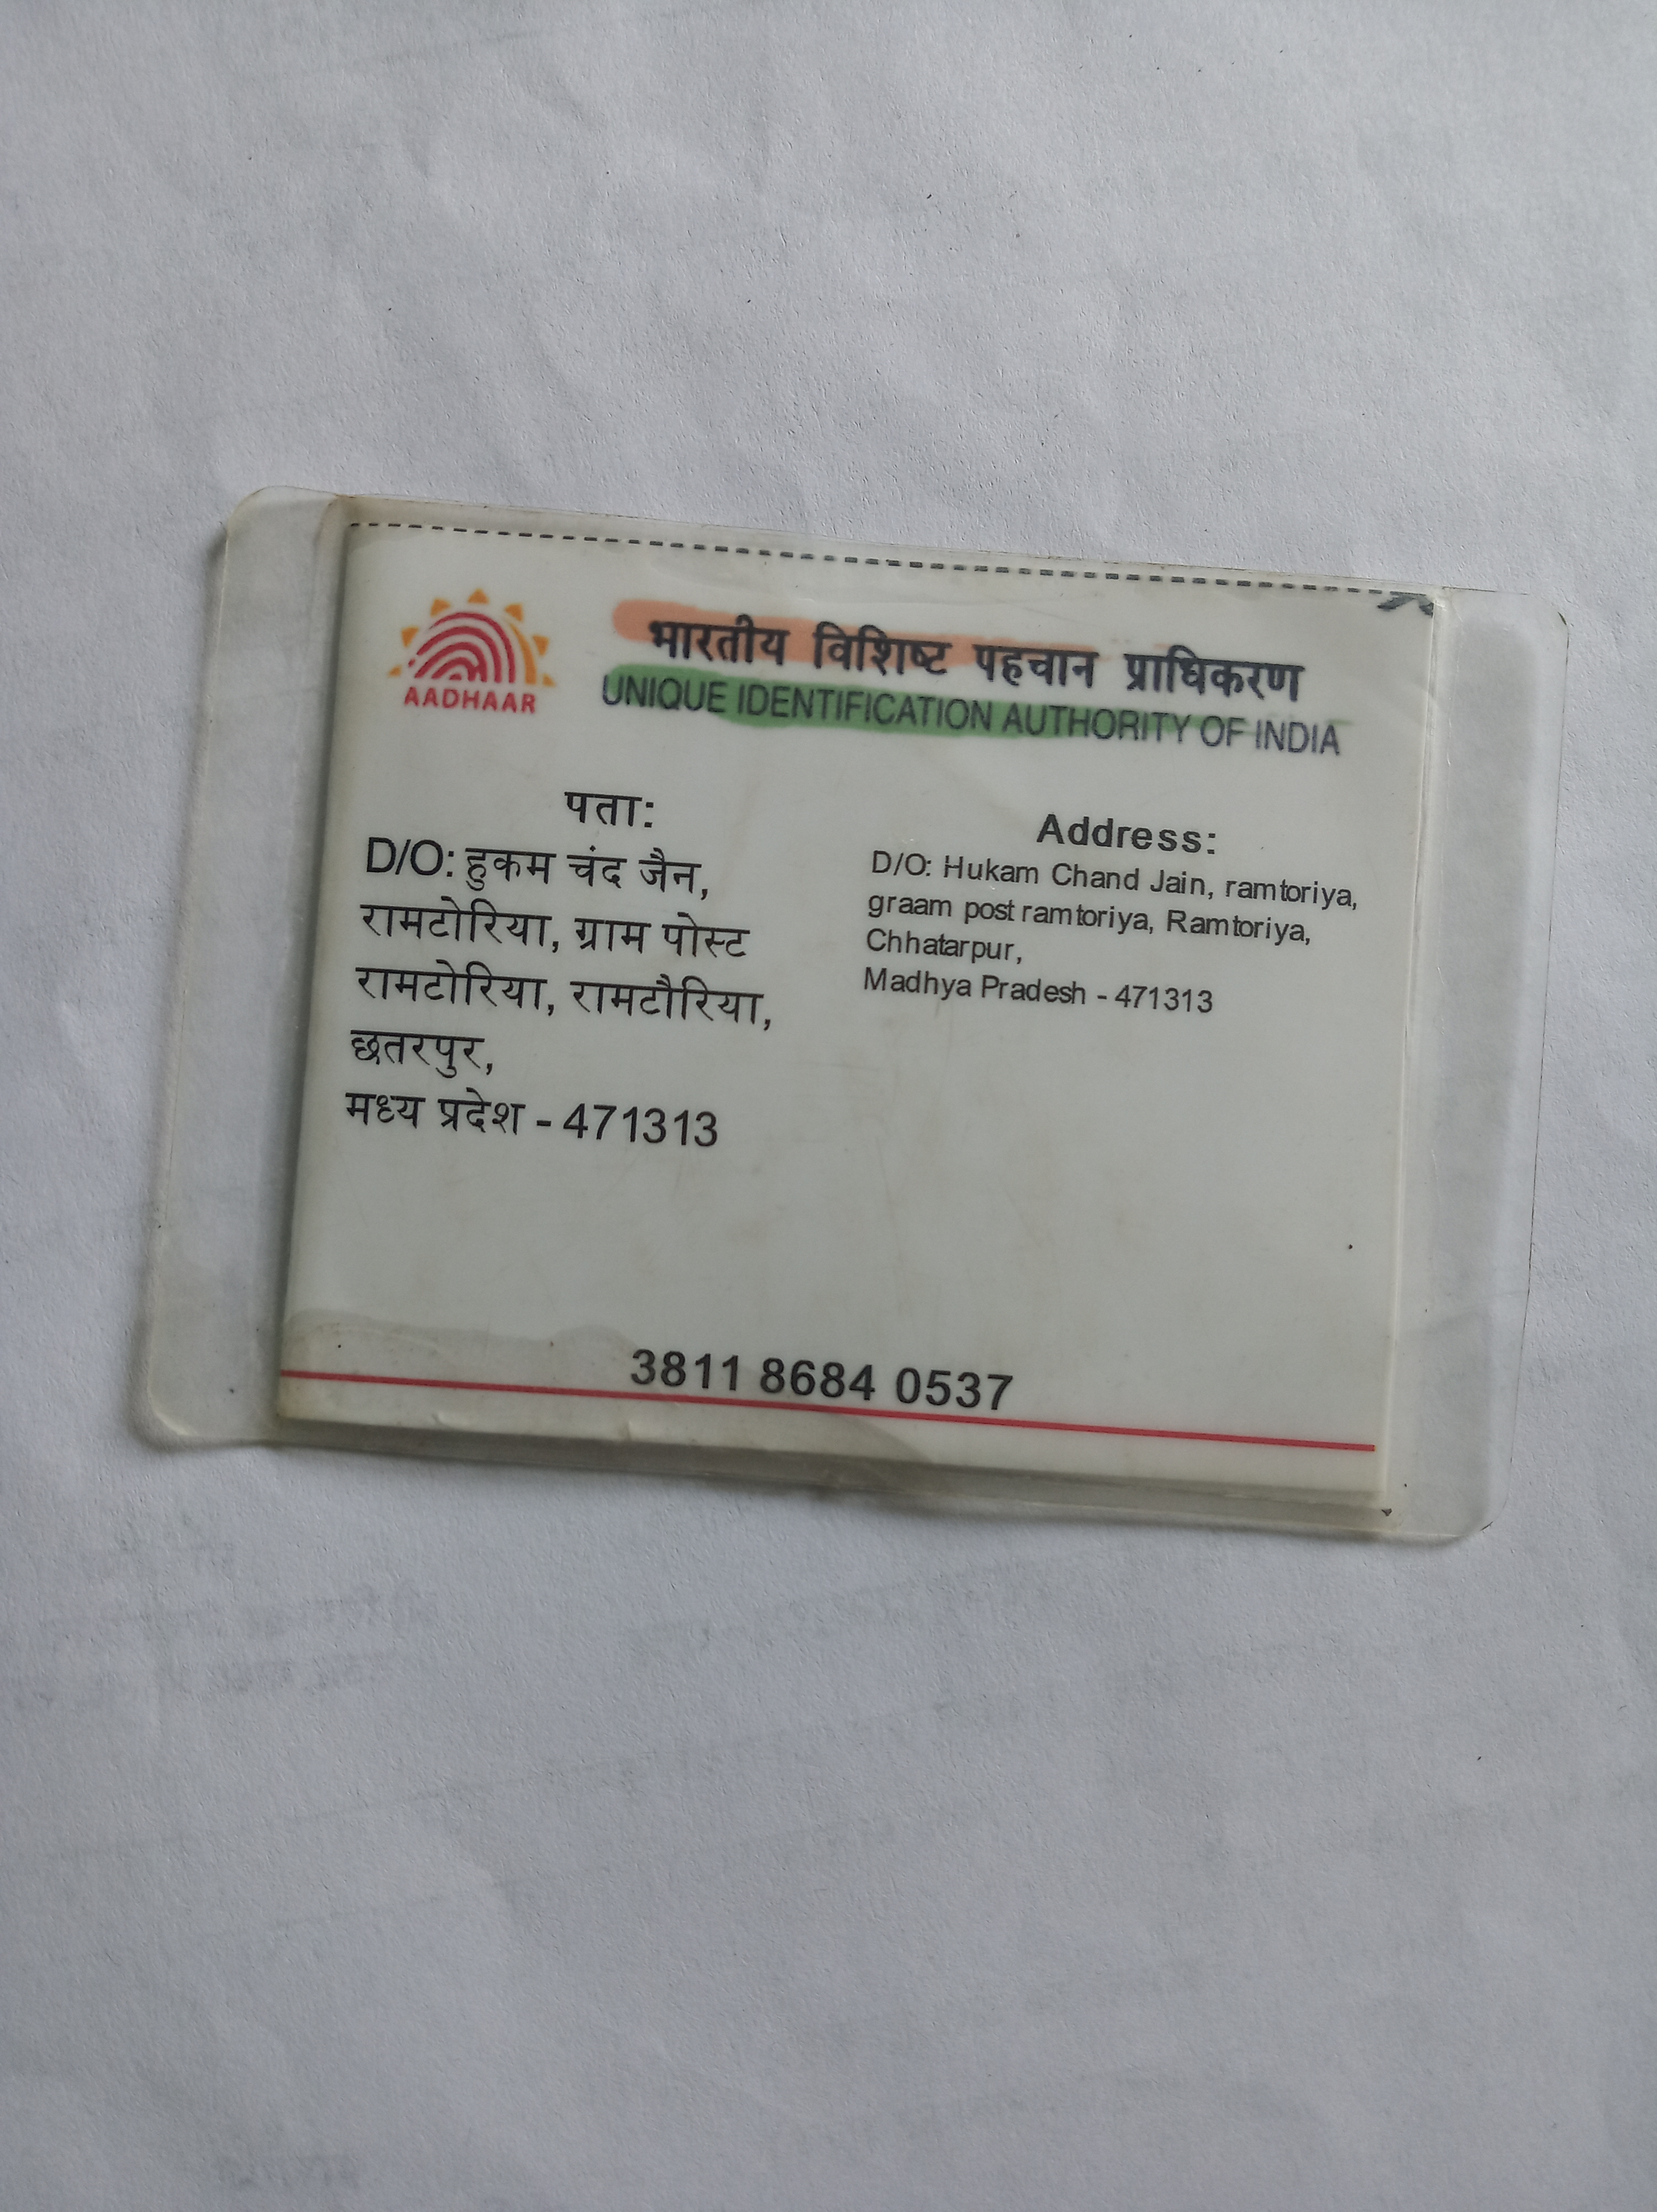 AADHAAR
भारतीय विशिष्ट पहचान प्राधिकरण
UNIQUE IDENTIFICATION AUTHORITY OF INDIA
पता:
D/O: हुकम चंद जैन,
रामटोरिया, ग्राम पोस्ट
रामटोरिया, रामटौरिया,
छतरपुर,
मध्य प्रदेश - 471313
Address:
D/O: Hukam Chand Jain, ramtoriya,
graam post ramtoriya, Ramtoriya,
Chhatarpur,
Madhya Pradesh - 471313
3811 8684 0537